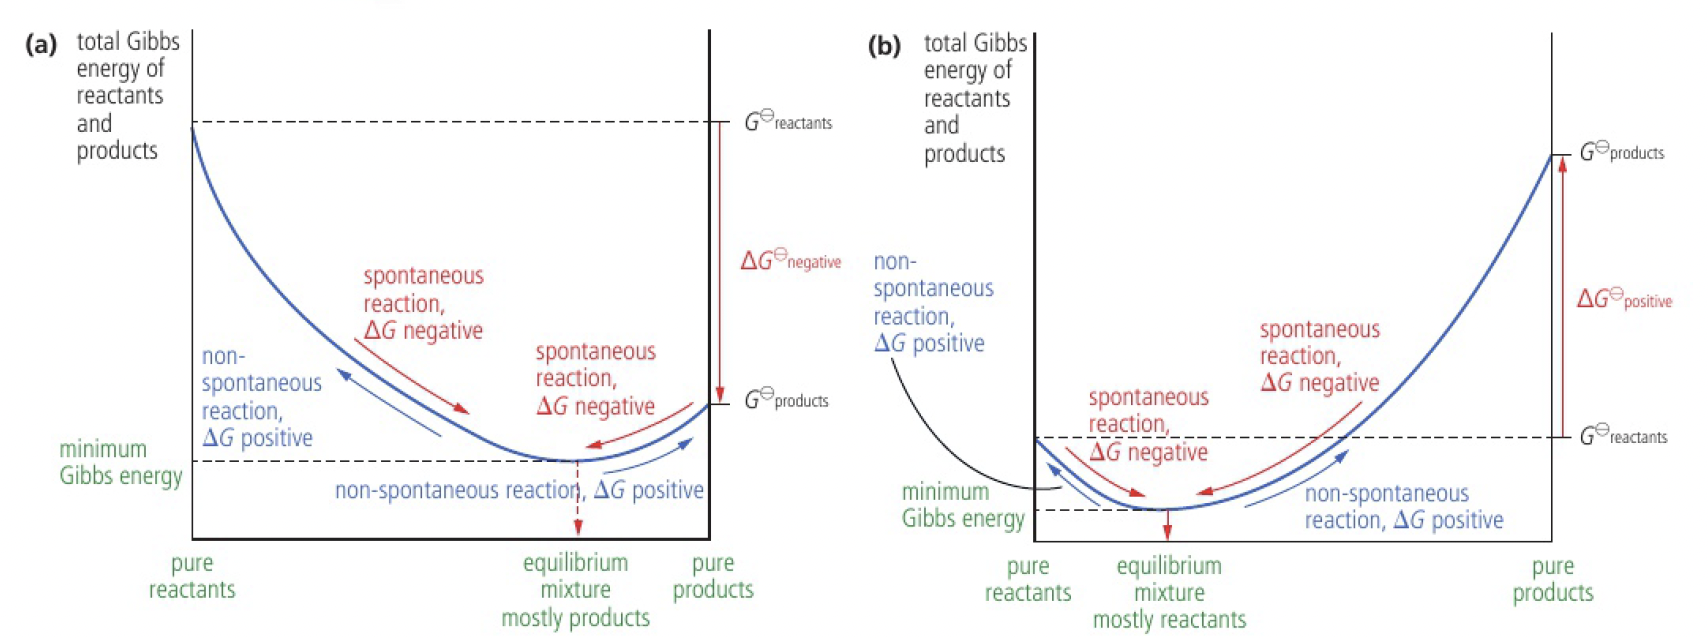 (a)
total Gibbs
energy of
reactants
and
products
G⊖reactants
ΔG⊖negative
spontaneous
reaction,
ΔG negative
non-
spontaneous
reaction,
ΔG positive
spontaneous
reaction,
ΔG negative
G⊖products
minimum
Gibbs energy
non-spontaneous reaction, ΔG positive
pure
reactants
equilibrium
mixture
mostly products
pure
products
(b)
total Gibbs
energy of
reactants
and
products
G⊖products
non-
spontaneous
reaction,
ΔG positive
ΔG⊖positive
spontaneous
reaction,
ΔG negative
spontaneous
reaction,
ΔG negative
G⊖reactants
minimum
Gibbs energy
non-spontaneous
reaction, ΔG positive
pure
reactants
equilibrium
mixture
mostly reactants
pure
products